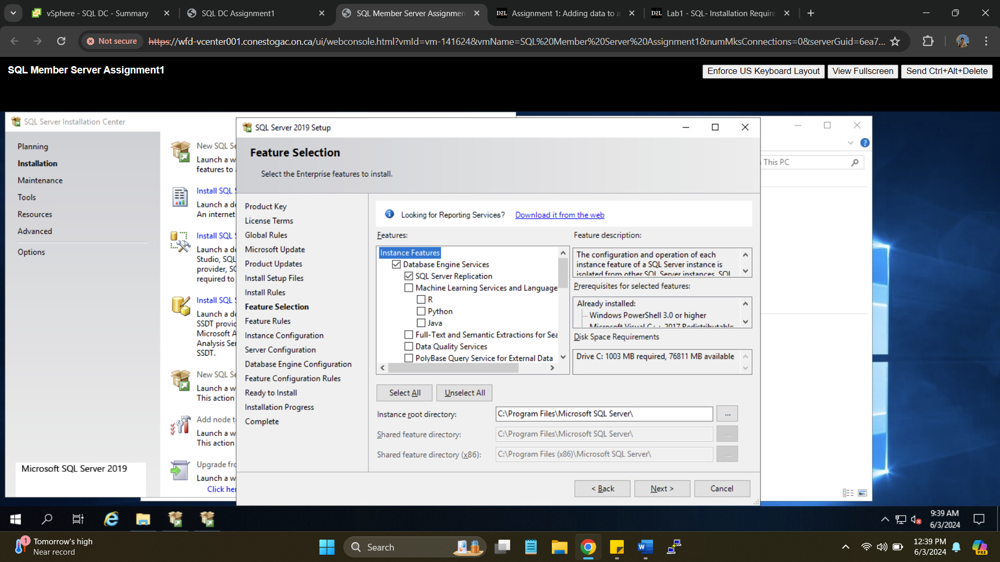 vSphere - SQL DC - Summary
SQL DC Assignment1
SQL Member Server Assignmen
D2L
Assignment 1: Adding data to a
D2L
Lab1 - SQL- Installation Require
Not secure
https://wfd-vcenter001.conestogac.on.ca/ui/webconsole.html?vmId=vm-141624&vmName=SQL%20Member%20Server%20Assignment1&numMksConnections=0&serverGuid=6ea7...
SQL Member Server Assignment1
Enforce US Keyboard Layout
View Fullscreen
Send Ctrl+Alt+Delete
SQL Server Installation Center
Planning
Installation
Maintenance
Tools
Resources
Advanced
Options
Microsoft SQL Server 2019
New SQL Se
Launch a w
features to
Install SQL S
Launch a de
An internet
Install SQL S
Launch a do
Studio, SQL
provider, SQ
required to
Install SQL S
Launch a do
SSDT provic
Microsoft A
Analysis Ser
SSDT.
New SQL Se
Launch a w
This action
Add node to
Launch a w
This action
Upgrade fro
Launch a w
Click her
SQL Server 2019 Setup
Feature Selection
Select the Enterprise features to install.
Product Key
License Terms
Global Rules
Microsoft Update
Product Updates
Install Setup Files
Install Rules
Feature Selection
Feature Rules
Instance Configuration
Server Configuration
Database Engine Configuration
Feature Configuration Rules
Ready to Install
Installation Progress
Complete
Looking for Reporting Services? Download it from the web
Features:
Instance Features
Database Engine Services
SQL Server Replication
Machine Learning Services and Language
R
Python
Java
Full-Text and Semantic Extractions for Sea
Data Quality Services
PolyBase Query Service for External Data
Feature description:
The configuration and operation of each
instance feature of a SQL Server instance is
isolated from other SQL Server instances. SQL
Prerequisites for selected features:
Already installed:
Windows PowerShell 3.0 or higher
Microsoft Visual C++ 2017 Redistributable
Disk Space Requirements
Drive C: 1003 MB required, 76811 MB available
Select All
Unselect All
Instance root directory:
C:\Program Files\Microsoft SQL Server\
...
Shared feature directory:
C:\Program Files\Microsoft SQL Server\
...
Shared feature directory (x86):
C:\Program Files (x86)\Microsoft SQL Server\
...
< Back
Next >
Cancel
This PC
9:39 AM
6/3/2024
1
Tomorrow's high
Near record
Search
12:39 PM
6/3/2024
PRE